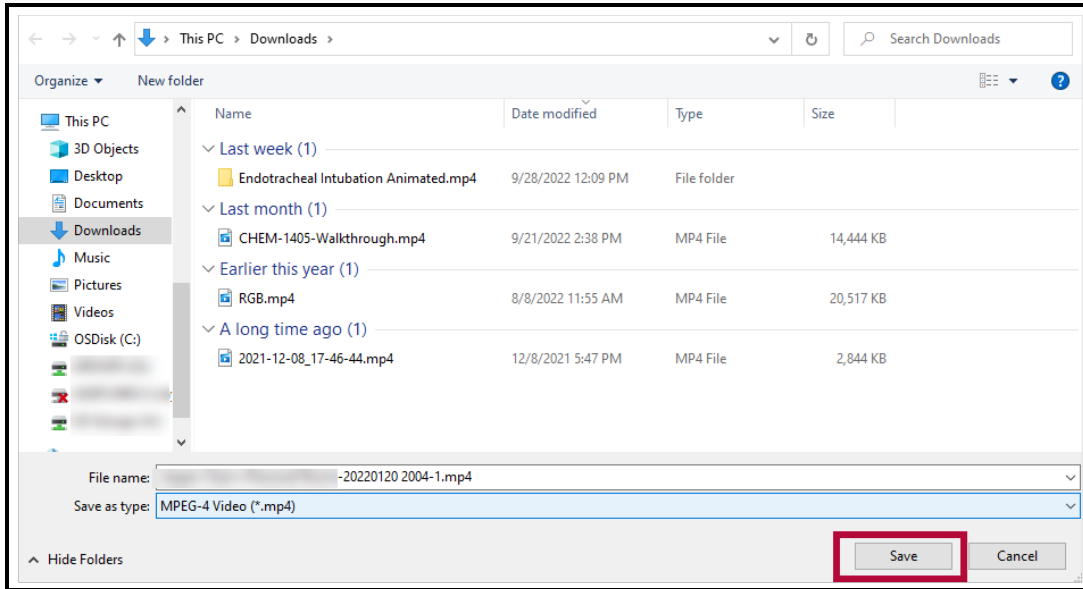 This PC > Downloads >
Search Downloads
Organize
New folder
?
This PC
3D Objects
Desktop
Documents
Downloads
Music
Pictures
Videos
OSDisk (C:)
Name Date modified Type Size
Last week (1)
Endotracheal Intubation Animated.mp4 9/28/2022 12:09 PM File folder
Last month (1)
CHEM-1405-Walkthrough.mp4 9/21/2022 2:38 PM MP4 File 14,444 KB
Earlier this year (1)
RGB.mp4 8/8/2022 11:55 AM MP4 File 20,517 KB
A long time ago (1)
2021-12-08_17-46-44.mp4 12/8/2021 5:47 PM MP4 File 2,844 KB
File name: -20220120 2004-1.mp4
Save as type: MPEG-4 Video (*.mp4)
Hide Folders
Save
Cancel